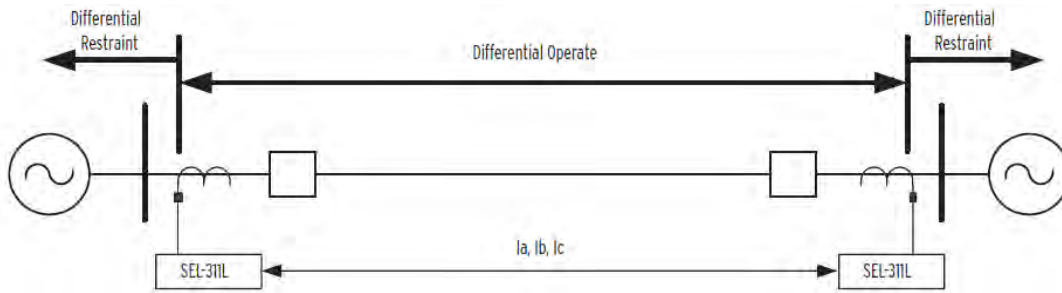 Differential
Restraint
Differential Operate
Differential
Restraint
Ia, Ib, Ic
SEL-311L
SEL-311L